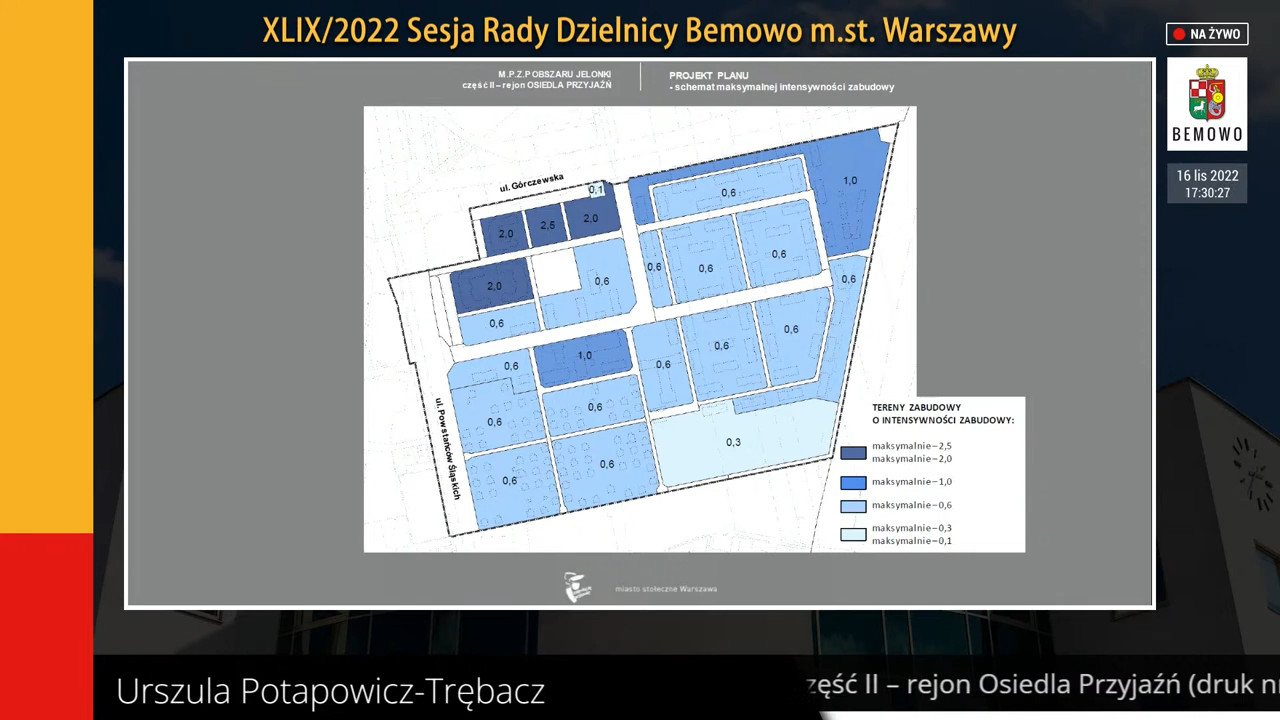 XLIX/2022 Sesja Rady Dzielnicy Bemowo m.st. Warszawy
NA ŻYWO
BEMOWO
16 lis 2022
17:30:27
M.P.Z.P OBSZARU JELONKI
część II – rejon OSIEDLA PRZYJAŹŃ
PROJEKT PLANU
- schemat maksymalnej intensywności zabudowy
ul. Górczewska
0,1
0,6
1,0
2,0
2,5
2,0
0,6
0,6
0,6
0,6
0,6
2,0
0,6
0,6
1,0
0,6
0,6
0,6
0,6
0,6
0,6
0,3
0,6
0,6
ul. Powstańców Śląskich
TERENY ZABUDOWY
O INTENSYWNOŚCI ZABUDOWY:
maksymalnie – 2,5
maksymalnie – 2,0
maksymalnie – 1,0
maksymalnie – 0,6
maksymalnie – 0,3
maksymalnie – 0,1
miasto stołeczne Warszawa
Urszula Potapowicz-Trębacz
część II – rejon Osiedla Przyjaźń (druk nr